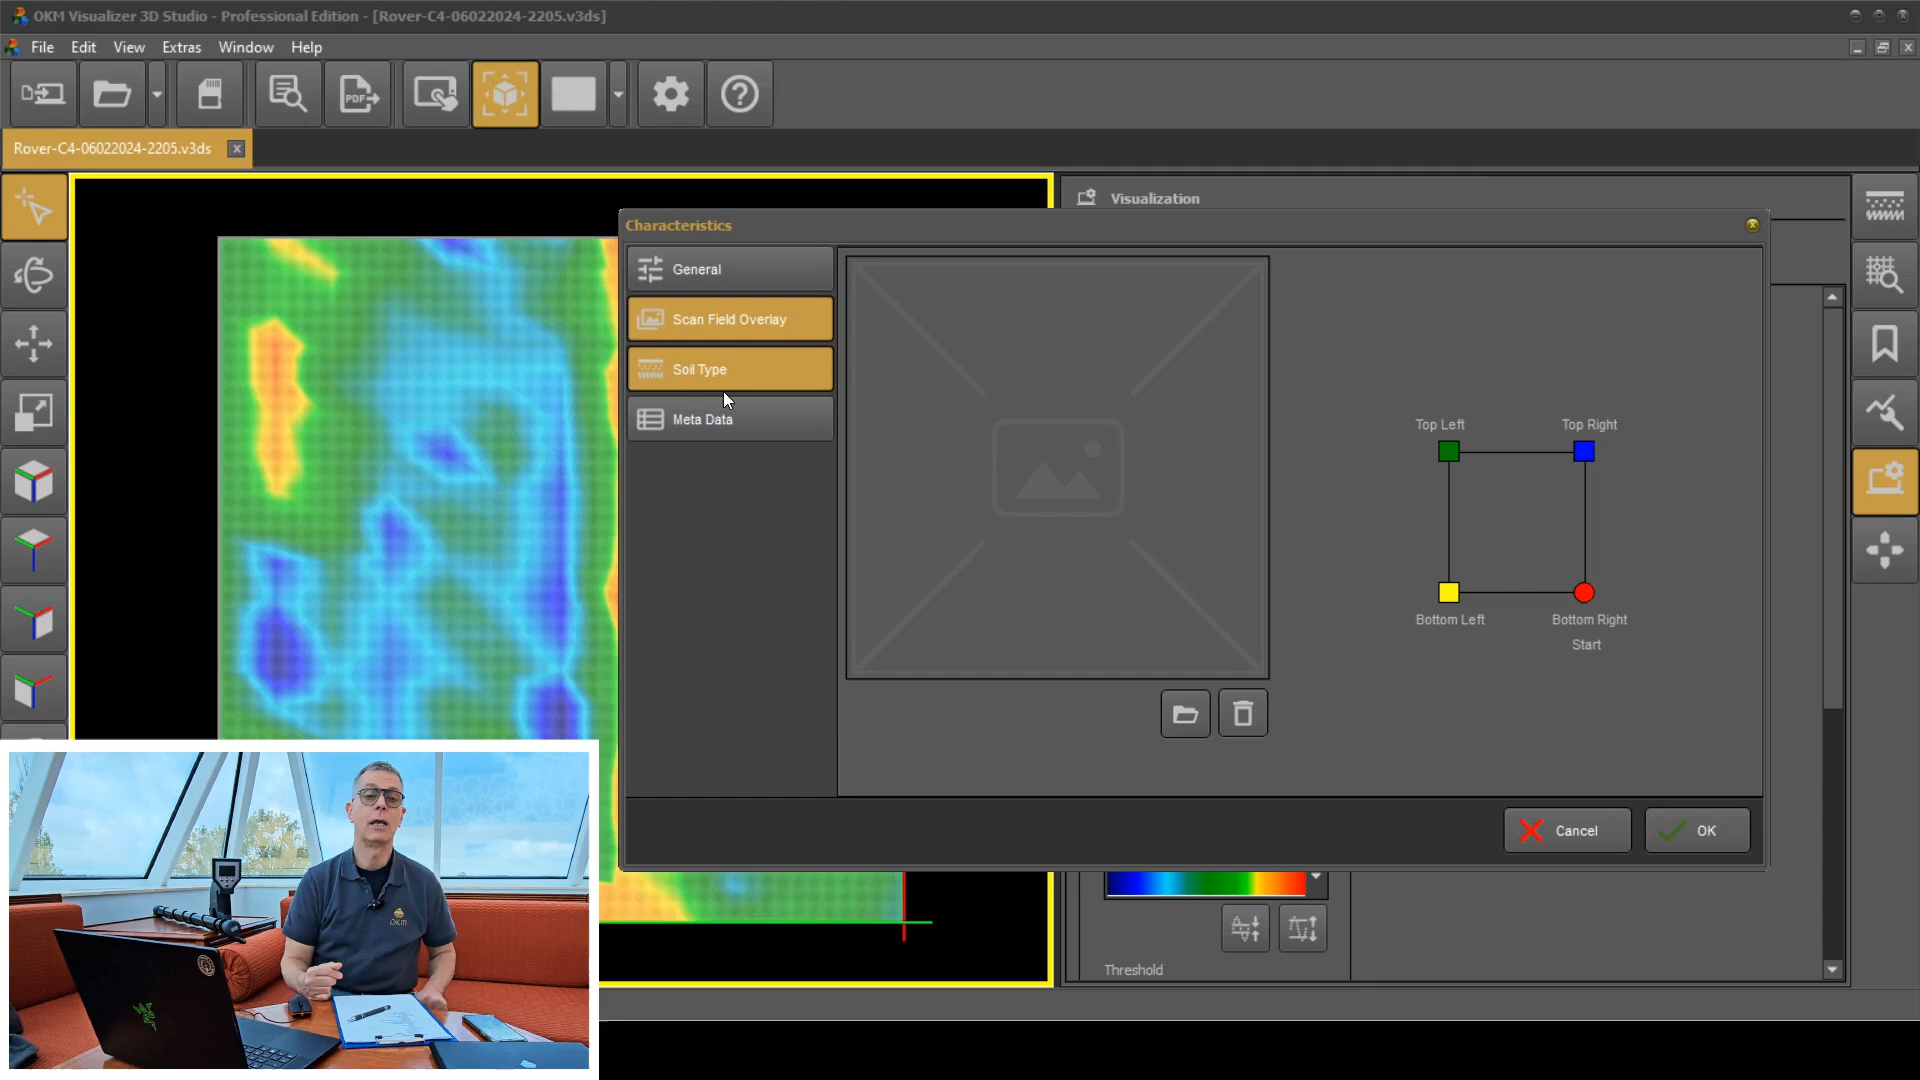 OKM Visualizer 3D Studio - Professional Edition - [Rover-C4-06022024-2205.v3ds]
File Edit View Extras Window Help
PDF
Rover-C4-06022024-2205.v3ds
Visualization
Characteristics
General
Scan Field Overlay
Soil Type
Meta Data
Top Left Top Right
Bottom Left Bottom Right
Start
Cancel OK
Threshold
OKM